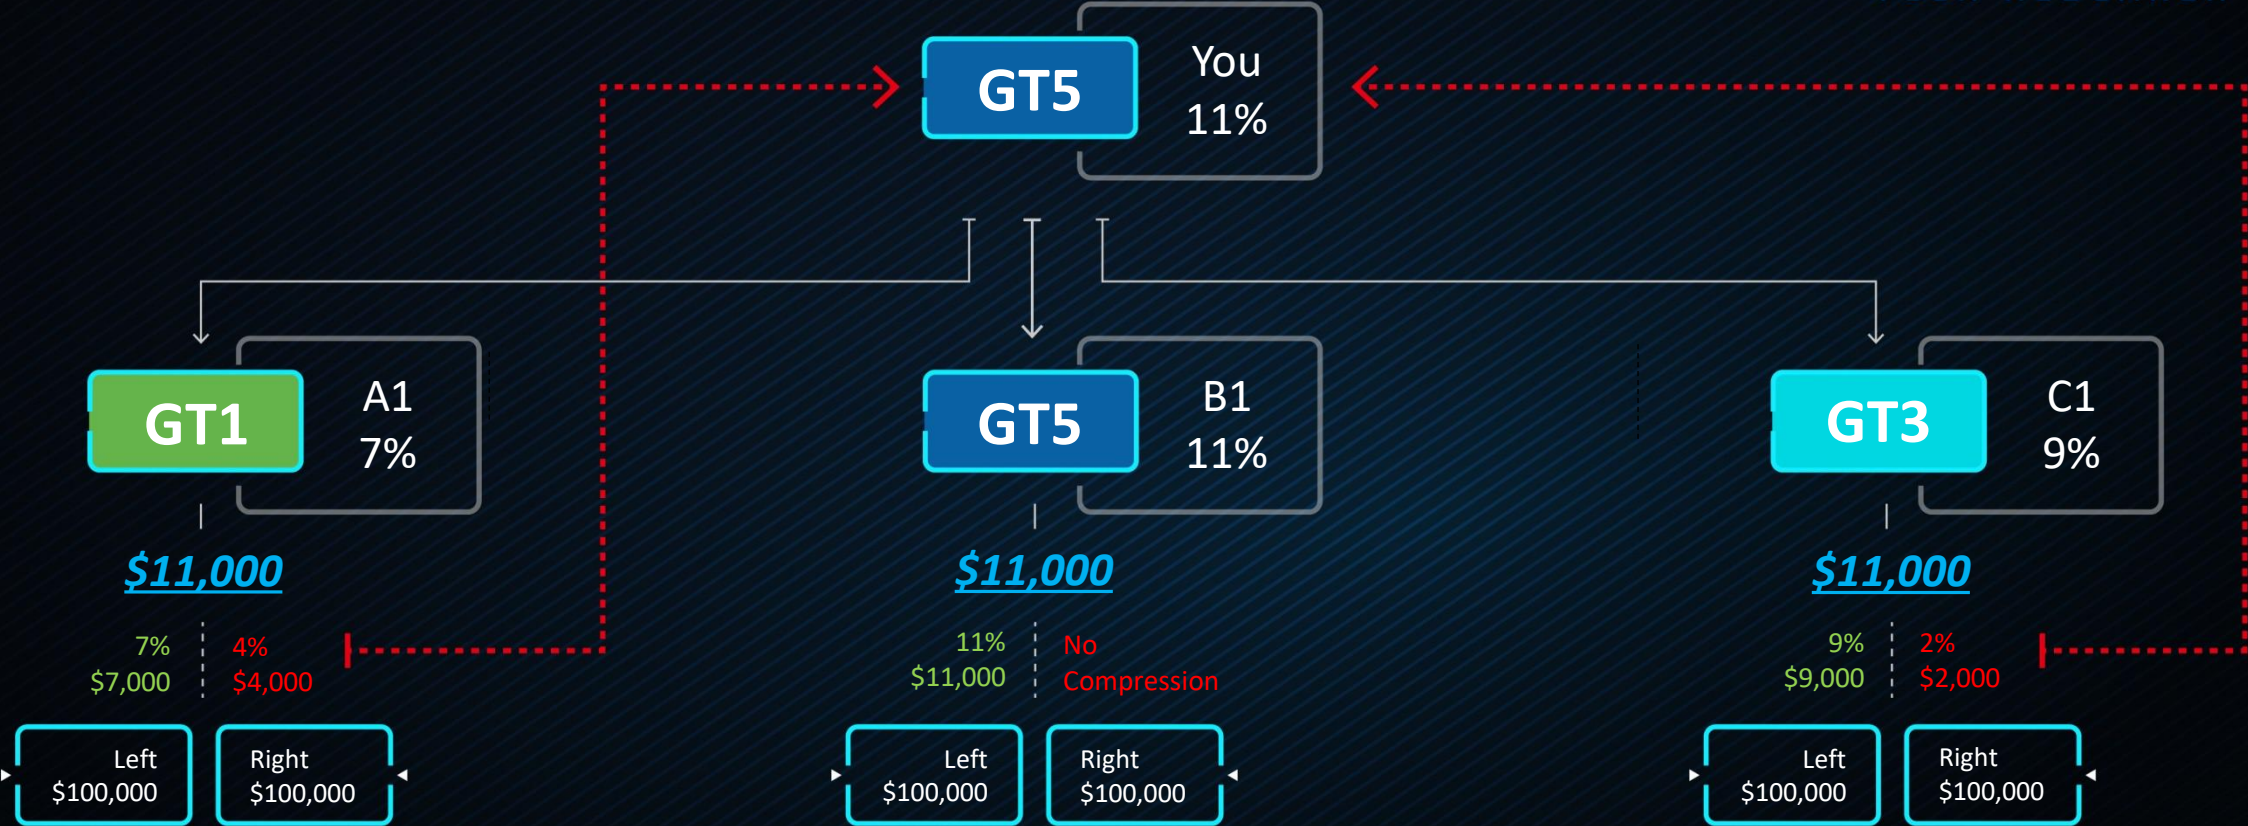 GT5
You
11%
GT1
A1
7%
GT5
B1
11%
GT3
C1
9%
$11,000
$11,000
$11,000
7%
$7,000
4%
$4,000
11%
$11,000
No
Compression
9%
$9,000
2%
$2,000
Left
$100,000
Right
$100,000
Left
$100,000
Right
$100,000
Left
$100,000
Right
$100,000